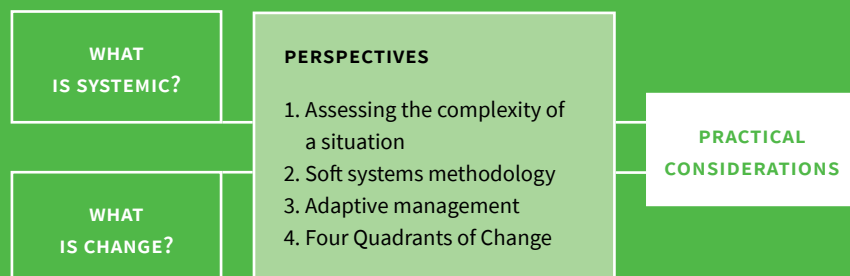 WHAT
IS SYSTEMIC?
WHAT
IS CHANGE?
PERSPECTIVES
1. Assessing the complexity of
a situation
2. Soft systems methodology
3. Adaptive management
4. Four Quadrants of Change
PRACTICAL
CONSIDERATIONS